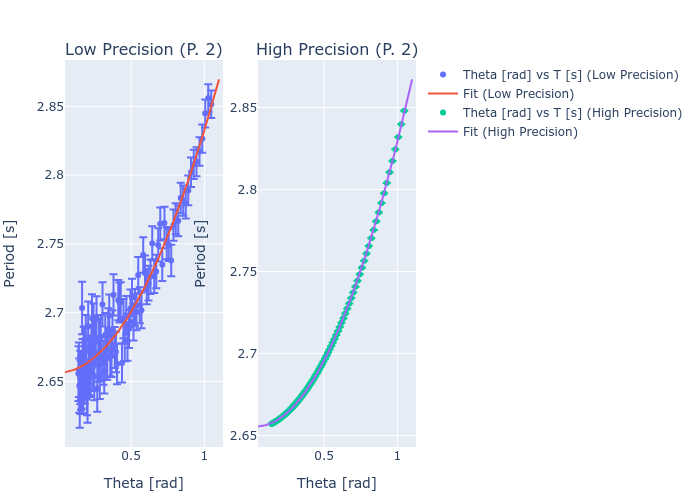 Low Precision (P. 2)
High Precision (P. 2)
Theta [rad] vs T [s] (Low Precision)
Fit (Low Precision)
Theta [rad] vs T [s] (High Precision)
Fit (High Precision)
Period [s]
2.85
2.8
2.75
2.7
2.65
0.5
1
Theta [rad]
Period [s]
2.85
2.8
2.75
2.7
2.65
0.5
1
Theta [rad]